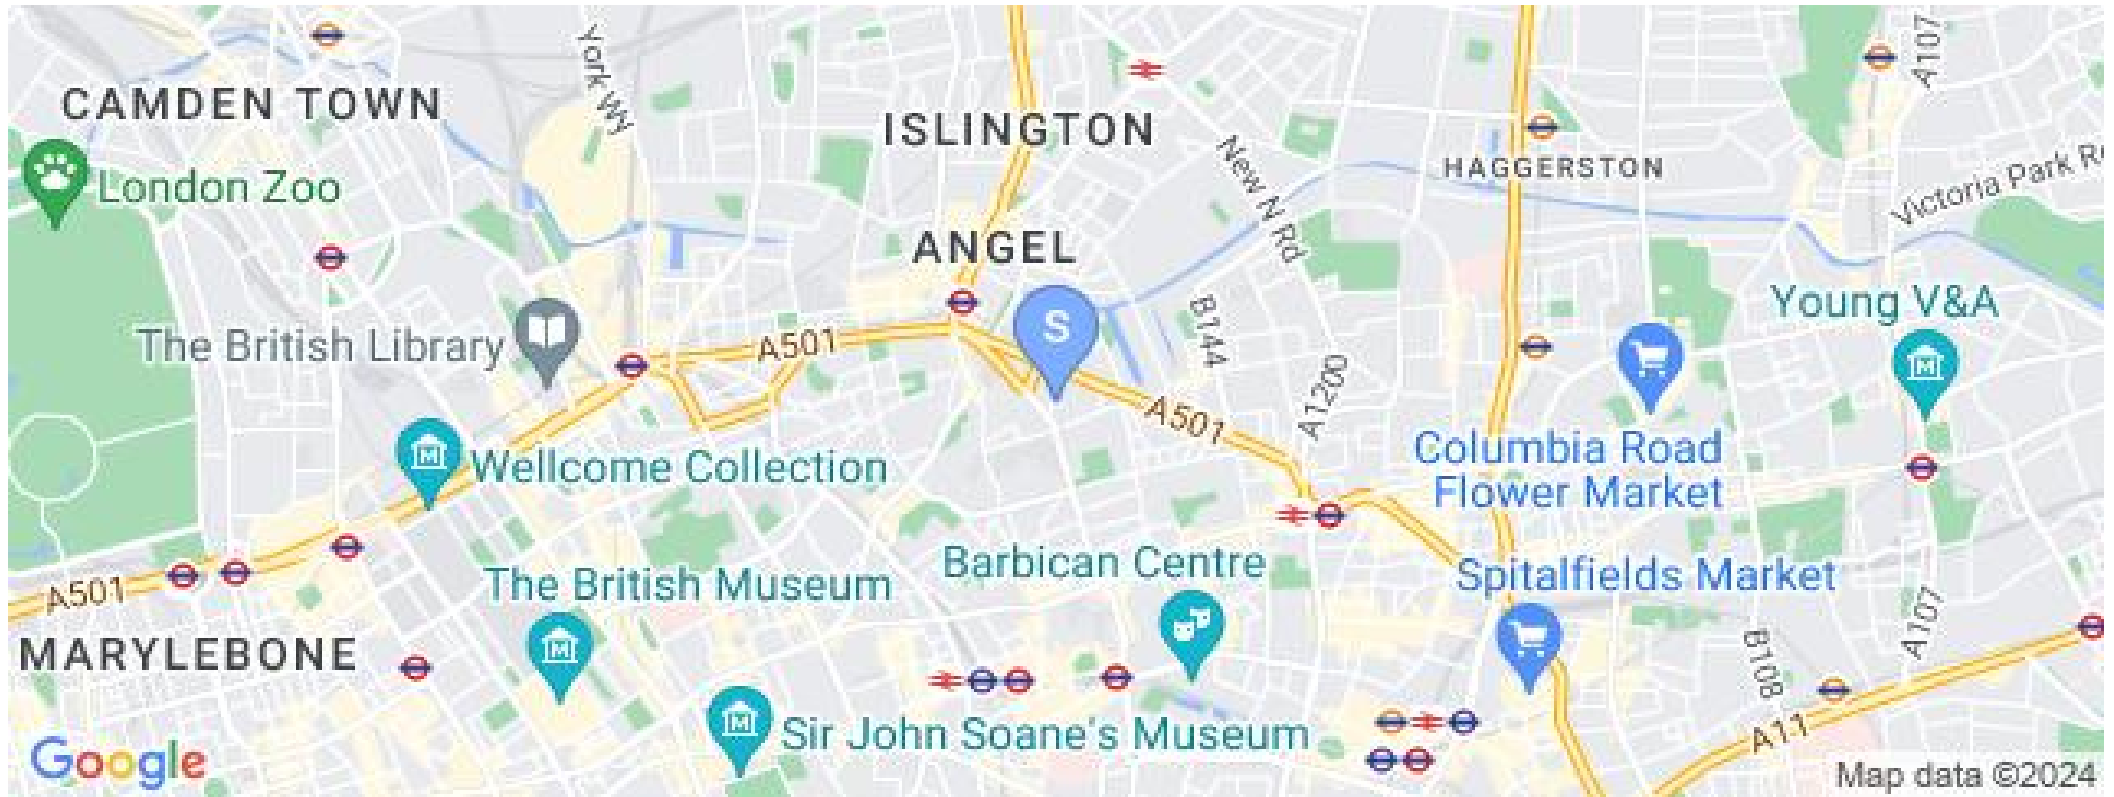 York Wy
A107
CAMDEN TOWN
ISLINGTON
HAGGERSTON
London Zoo
New N Rd
Victoria Park R
ANGEL
Young V&A
The British Library
A501
B144
A1200
A501
Columbia Road
Flower Market
Wellcome Collection
Barbican Centre
Spitalfields Market
The British Museum
A501
A107
MARYLEBONE
B108
Sir John Soane's Museum
A11
Google
Map data ©2024
S